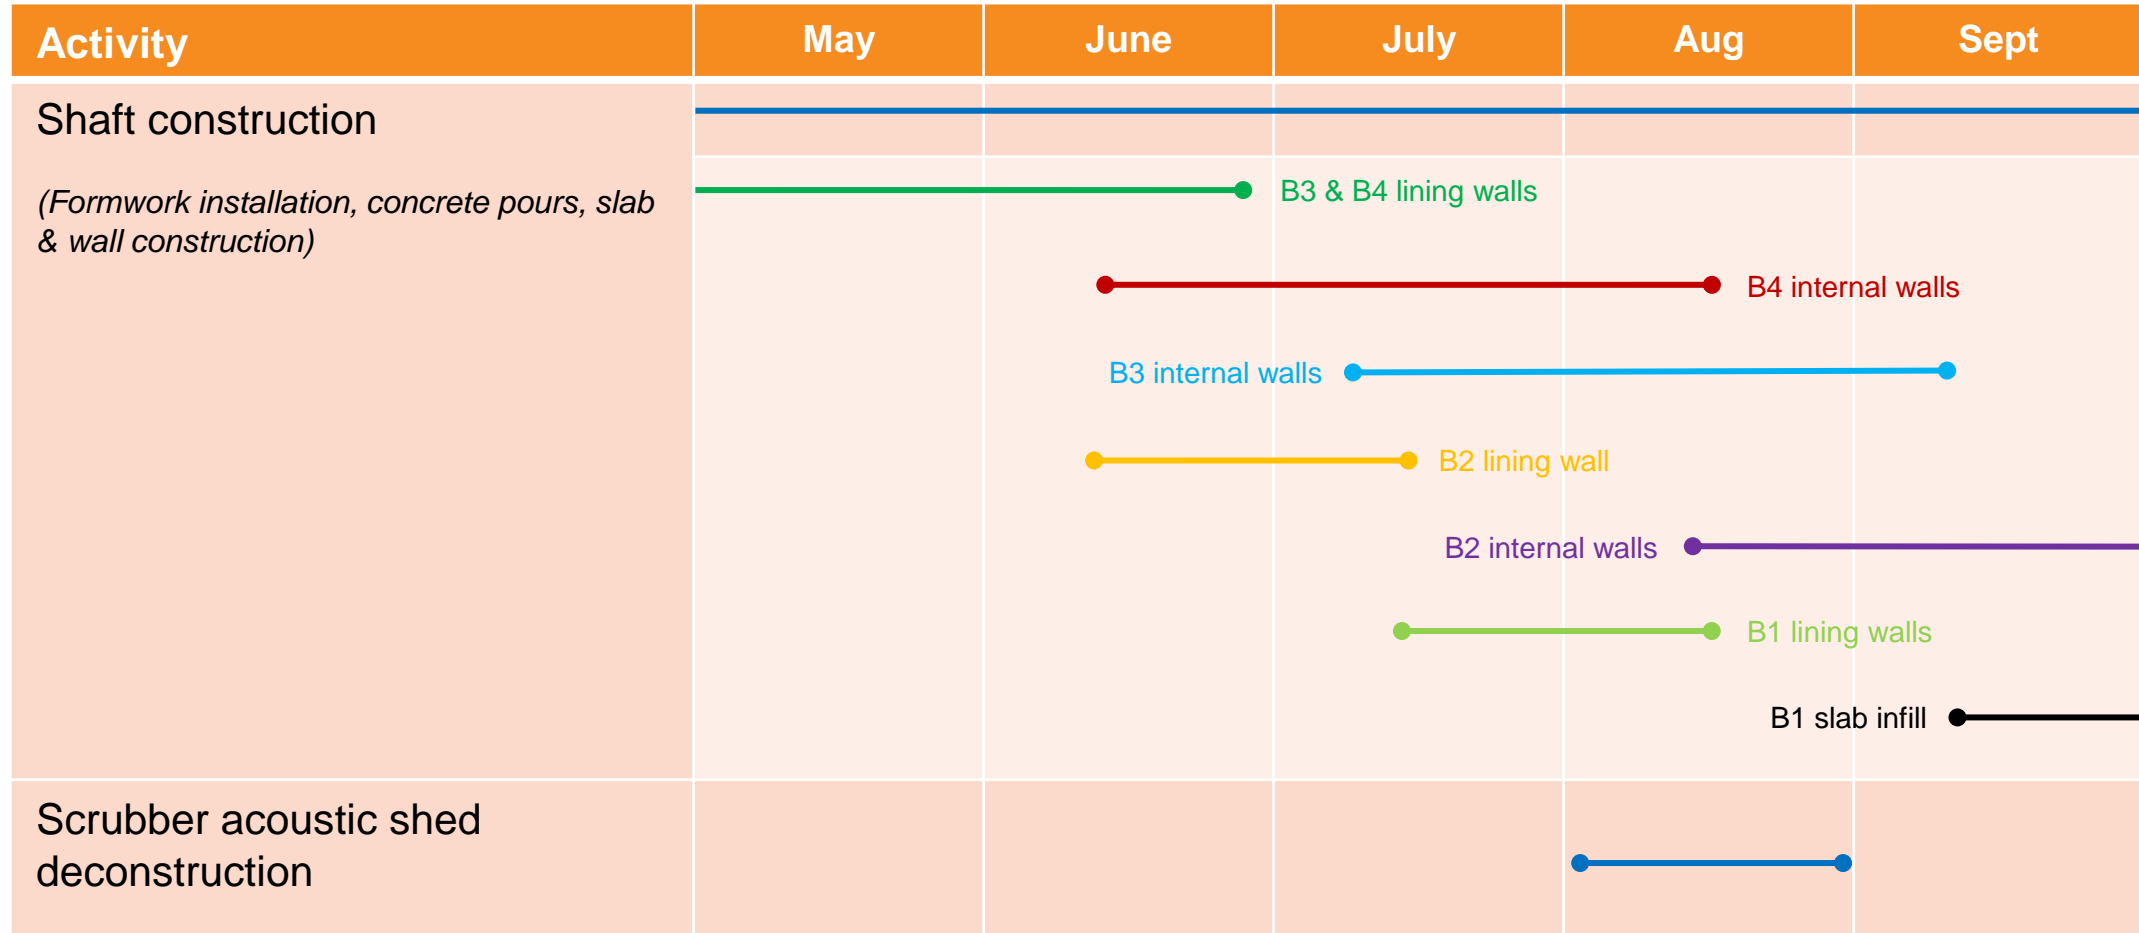 Activity
May
June
July
Aug
Sept
Shaft construction
(Formwork installation, concrete pours, slab
& wall construction)
B3 & B4 lining walls
B4 internal walls
B3 internal walls
B2 lining wall
B2 internal walls
B1 lining walls
B1 slab infill
Scrubber acoustic shed
deconstruction